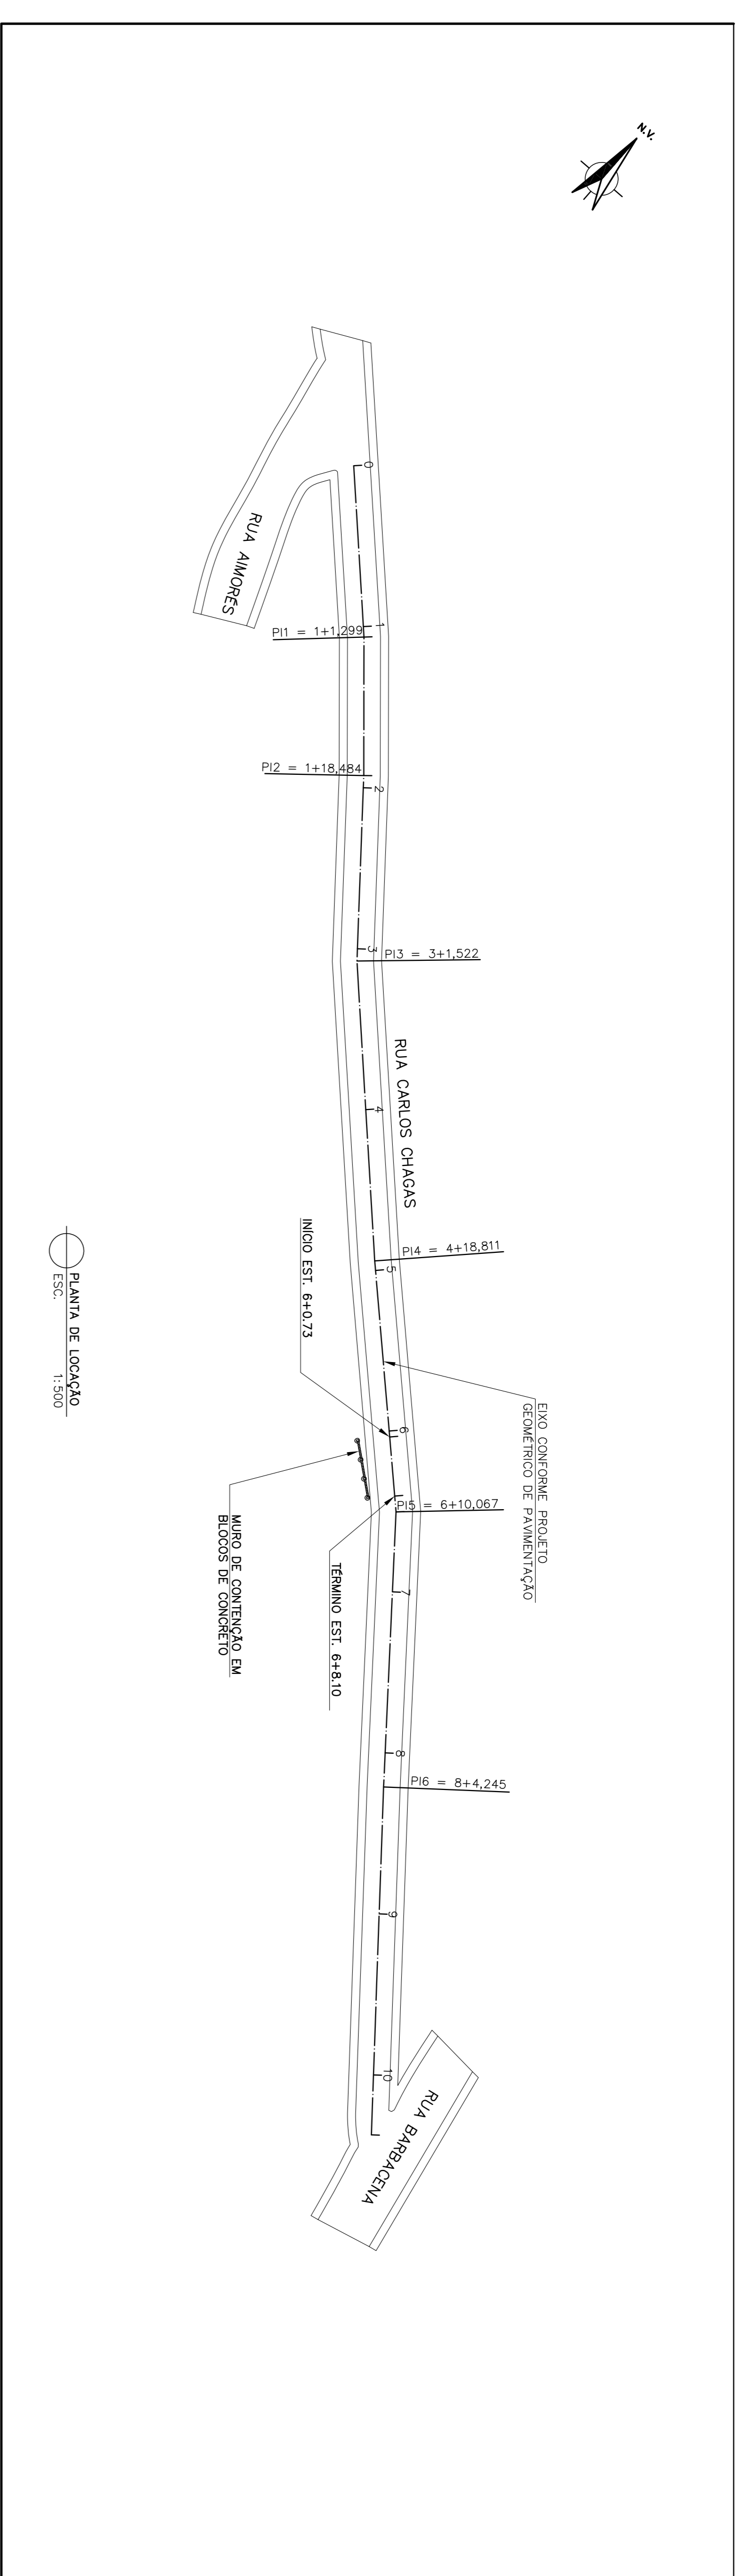 N.V.
0
RUA AIMORÉS
1
PI1 = 1+1,299
PI2 = 1+18,484
2
3
PI3 = 3+1,522
RUA CARLOS CHAGAS
4
PI4 = 4+18,811
5
INÍCIO EST. 6+0.73
PLANTA DE LOCAÇÃO
ESC. 1:500
EIXO CONFORME PROJETO
GEOMÉTRICO DE PAVIMENTAÇÃO
6
PI5 = 6+10,067
MURO DE CONTENÇÃO EM
BLOCOS DE CONCRETO
TÉRMINO EST. 6+8.10
7
8
PI6 = 8+4,245
9
10
RUA BARBACENA